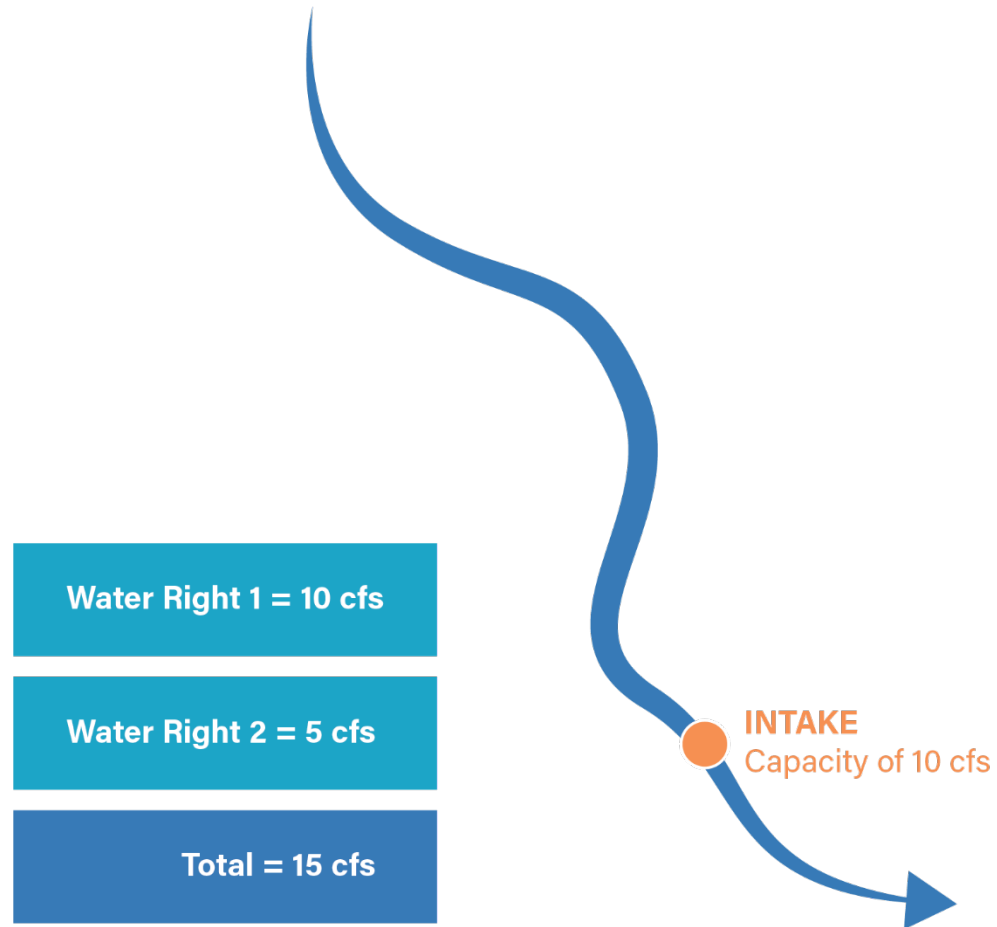 Water Right 1 = 10 cfs
Water Right 2 = 5 cfs
Total = 15 cfs
INTAKE
Capacity of 10 cfs